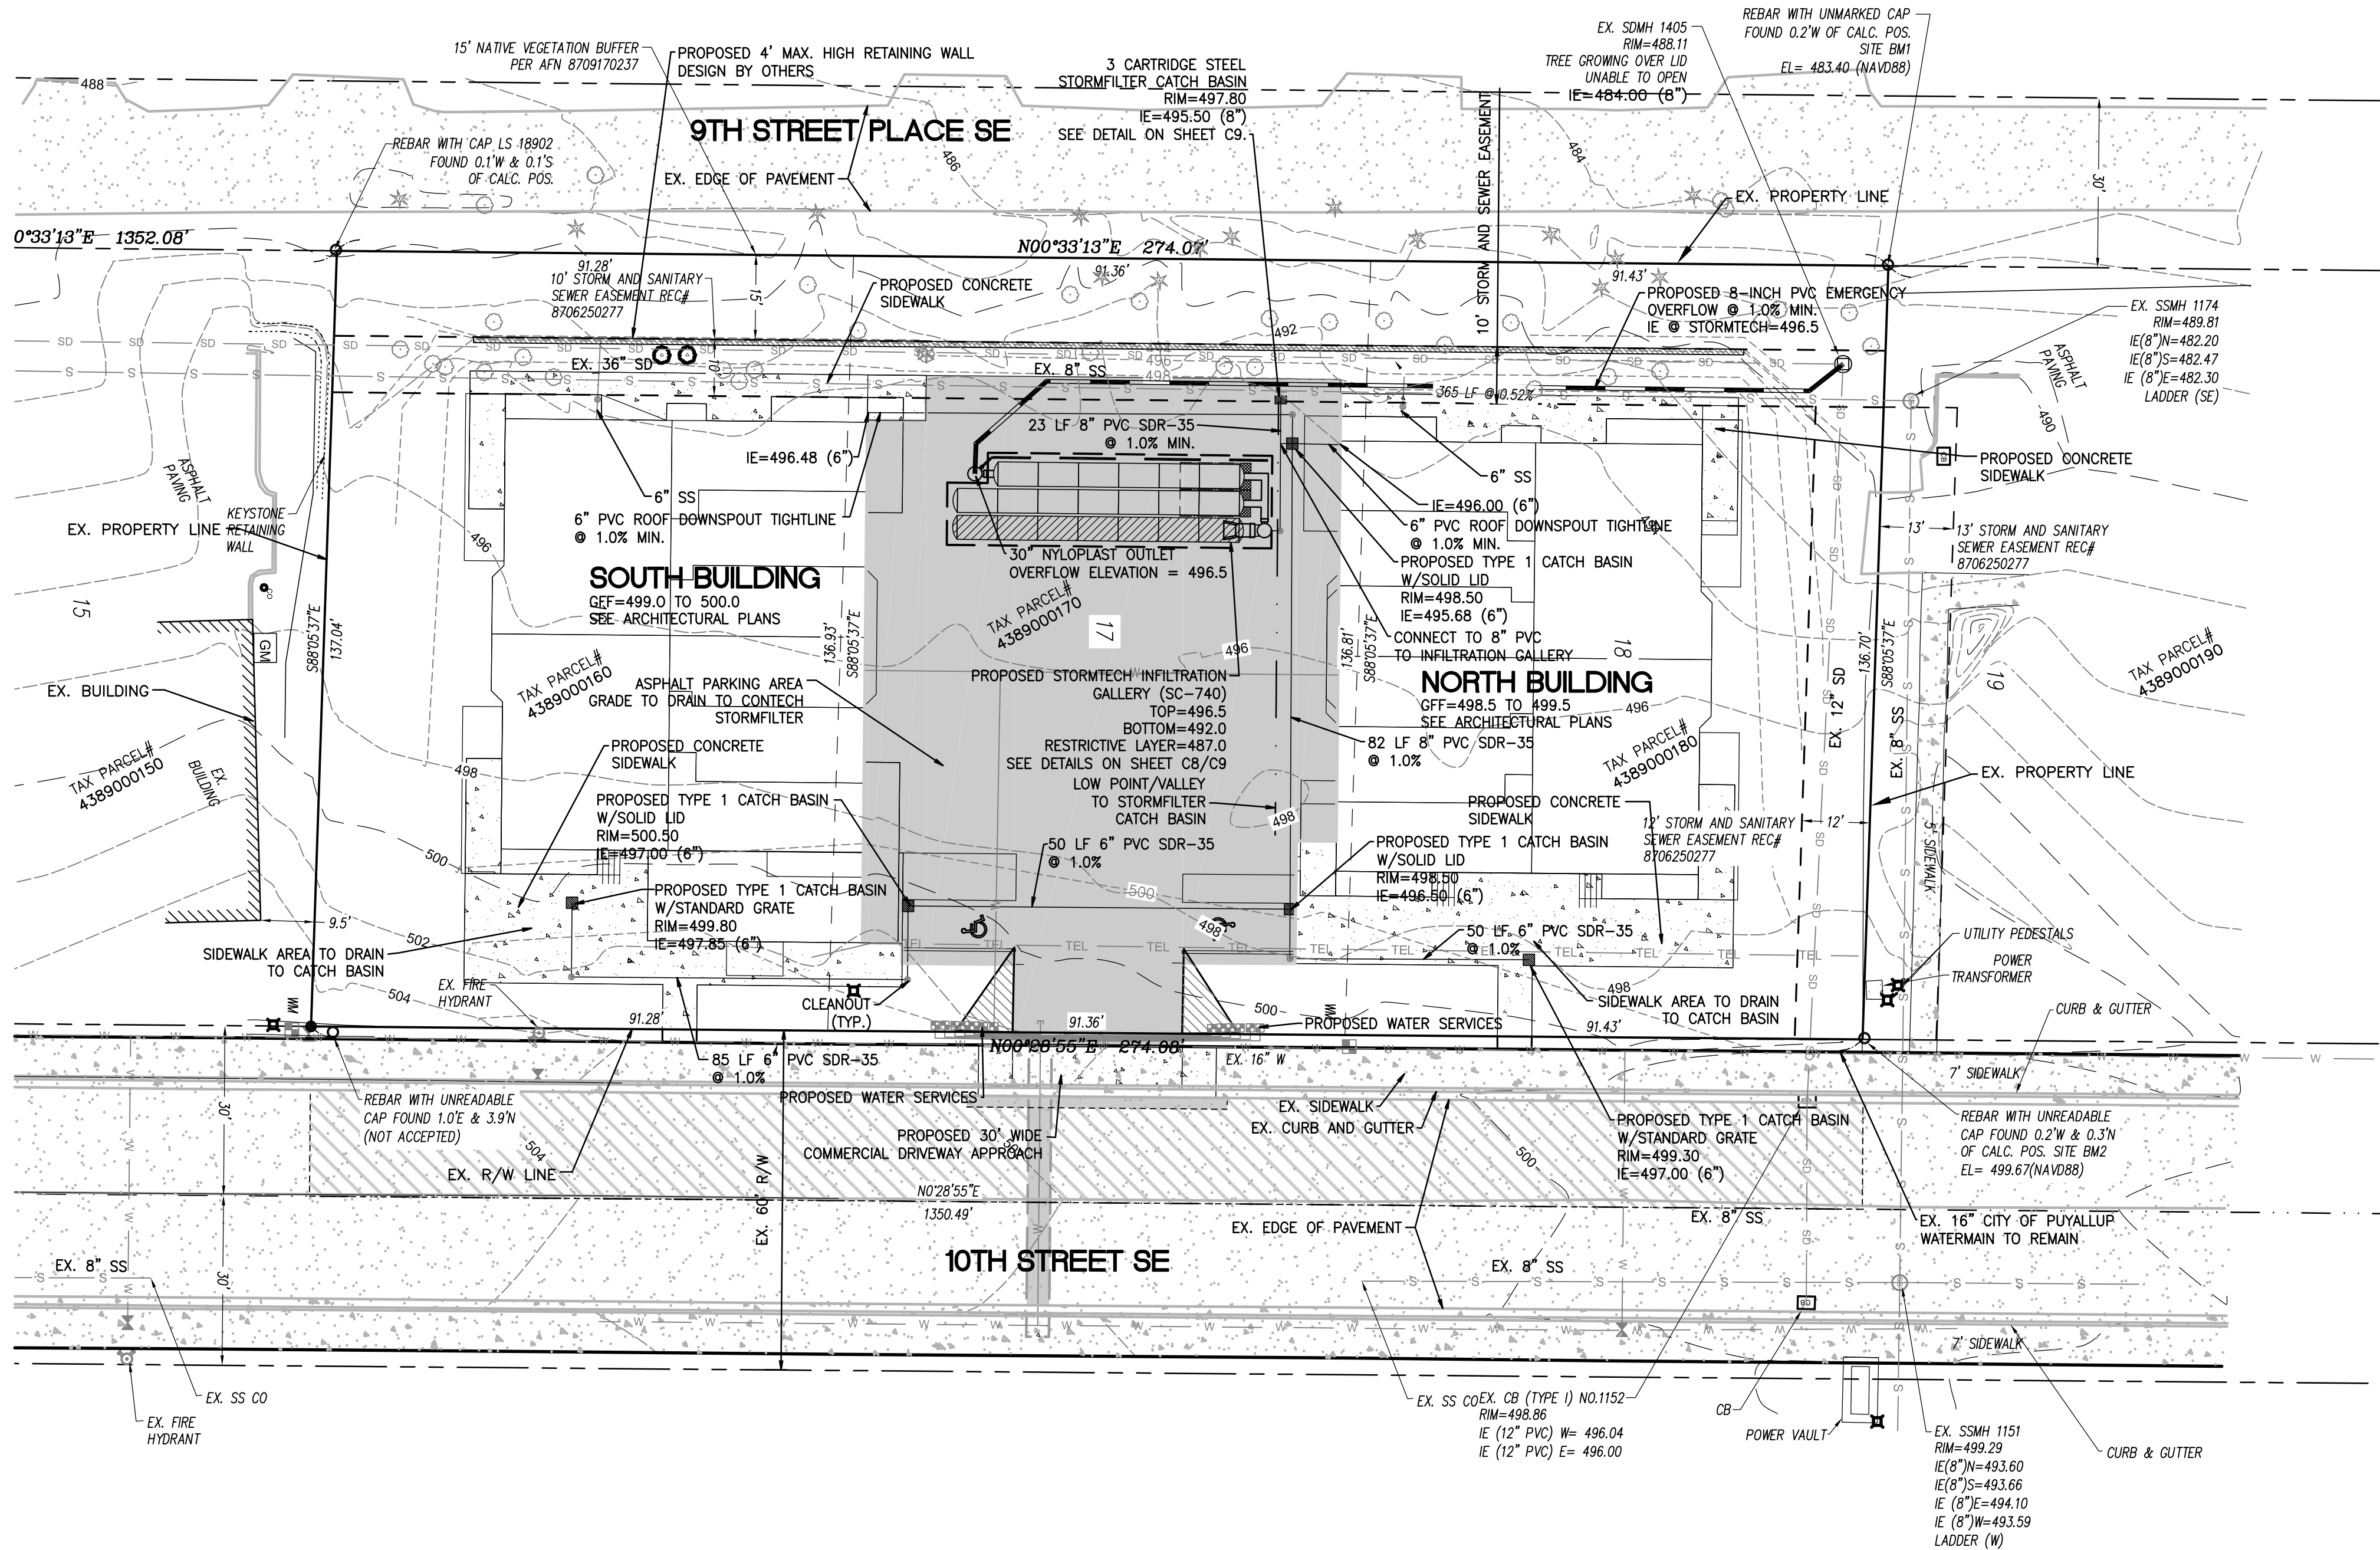 15' NATIVE VEGETATION BUFFER
PER AFN 8709170237
PROPOSED 4' MAX. HIGH RETAINING WALL
DESIGN BY OTHERS
3 CARTRIDGE STEEL
STORMFILTER CATCH BASIN
RIM=497.80
IE=495.50 (8")
SEE DETAIL ON SHEET C9.
EX. SDMH 1405
RIM=488.11
TREE GROWING OVER LID
UNABLE TO OPEN
IE=484.00 (8")
REBAR WITH UNMARKED CAP
FOUND 0.2'W OF CALC. POS.
SITE BM1
EL= 483.40 (NAVD88)
488
9TH STREET PLACE SE
486
484
30'
REBAR WITH CAP LS 18902
FOUND 0.1'W & 0.1'S
OF CALC. POS.
EX. EDGE OF PAVEMENT
10' STORM AND SEWER EASEMENT
EX. PROPERTY LINE
0°33'13"E 1352.08'
N00°33'13"E 274.07'
91.28'
91.36'
91.43'
10' STORM AND SANITARY
SEWER EASEMENT REC#
8706250277
15'
10'
PROPOSED CONCRETE
SIDEWALK
PROPOSED 8-INCH PVC EMERGENCY
OVERFLOW @ 1.0% MIN.
IE @ STORMTECH=496.5
EX. SSMH 1174
RIM=489.81
IE(8")N=482.20
IE(8")S=482.47
IE (8")E=482.30
LADDER (SE)
492
496
498
EX. 36" SD
EX. 8" SS
365 LF @ 0.52%
ASPHALT
PAVING
490
23 LF 8" PVC SDR-35
@ 1.0% MIN.
IE=496.48 (6")
6" SS
6" PVC ROOF DOWNSPOUT TIGHTLINE
@ 1.0% MIN.
6" SS
IE=496.00 (6")
6" PVC ROOF DOWNSPOUT TIGHTLINE
@ 1.0% MIN.
PROPOSED CONCRETE
SIDEWALK
CB
ASPHALT
PAVING
KEYSTONE
RETAINING
WALL
EX. PROPERTY LINE
496
30" NYLOPLAST OUTLET
OVERFLOW ELEVATION = 496.5
PROPOSED TYPE 1 CATCH BASIN
W/SOLID LID
RIM=498.50
IE=495.68 (6")
CONNECT TO 8" PVC
TO INFILTRATION GALLERY
13'
13' STORM AND SANITARY
SEWER EASEMENT REC#
8706250277
SOUTH BUILDING
GFF=499.0 TO 500.0
SEE ARCHITECTURAL PLANS
TAX PARCEL#
4389000170
17
18
15
19
CO
GM
S88°05'37"E
137.04'
136.93'
S88°05'37"E
136.81'
S88°05'37"E
136.70'
S88°05'37"E
496
TAX PARCEL#
4389000160
TAX PARCEL#
4389000190
EX. BUILDING
ASPHALT PARKING AREA
GRADE TO DRAIN TO CONTECH
STORMFILTER
PROPOSED STORMTECH INFILTRATION
GALLERY (SC-740)
TOP=496.5
BOTTOM=492.0
RESTRICTIVE LAYER=487.0
SEE DETAILS ON SHEET C8/C9
NORTH BUILDING
GFF=498.5 TO 499.5
SEE ARCHITECTURAL PLANS
496
EX. 12" SD
EX. 8" SS
TAX PARCEL#
4389000150
EX.
BUILDING
PROPOSED CONCRETE
SIDEWALK
498
82 LF 8" PVC SDR-35
@ 1.0%
TAX PARCEL#
4389000180
EX. PROPERTY LINE
LOW POINT/VALLEY
TO STORMFILTER
CATCH BASIN
498
PROPOSED TYPE 1 CATCH BASIN
W/SOLID LID
RIM=500.50
IE=497.00 (6")
PROPOSED CONCRETE
SIDEWALK
12' STORM AND SANITARY
SEWER EASEMENT REC#
8706250277
12'
5' SIDEWALK
500
50 LF 6" PVC SDR-35
@ 1.0%
PROPOSED TYPE 1 CATCH BASIN
W/SOLID LID
RIM=498.50
IE=496.50 (6")
PROPOSED TYPE 1 CATCH BASIN
W/STANDARD GRATE
RIM=499.80
IE=497.85 (6")
500
498
9.5'
502
SIDEWALK AREA TO DRAIN
TO CATCH BASIN
TEL TEL TEL TEL TEL TEL TEL TEL TEL TEL
50 LF 6" PVC SDR-35
@ 1.0%
UTILITY PEDESTALS
POWER
TRANSFORMER
504
EX. FIRE
HYDRANT
CLEANOUT
(TYP.)
500
498
SIDEWALK AREA TO DRAIN
TO CATCH BASIN
CURB & GUTTER
WM
WM
91.28'
91.36'
91.43'
PROPOSED WATER SERVICES
N00°28'55"E 274.08'
85 LF 6" PVC SDR-35
@ 1.0%
EX. 16" W
7' SIDEWALK
30'
REBAR WITH UNREADABLE
CAP FOUND 1.0'E & 3.9'N
(NOT ACCEPTED)
PROPOSED WATER SERVICES
EX. SIDEWALK
EX. CURB AND GUTTER
PROPOSED TYPE 1 CATCH BASIN
W/STANDARD GRATE
RIM=499.30
IE=497.00 (6")
REBAR WITH UNREADABLE
CAP FOUND 0.2'W & 0.3'N
OF CALC. POS. SITE BM2
EL= 499.67(NAVD88)
PROPOSED 30' WIDE
COMMERCIAL DRIVEWAY APPROACH
504
500
EX. R/W LINE
EX. 60' R/W
N0°28'55"E
1350.49'
EX. EDGE OF PAVEMENT
EX. 8" SS
EX. 16" CITY OF PUYALLUP
WATERMAIN TO REMAIN
10TH STREET SE
EX. 8" SS
30'
EX. 8" SS
CB
7' SIDEWALK
EX. SS CO
EX. FIRE
HYDRANT
EX. SS CO
EX. CB (TYPE I) NO.1152
RIM=498.86
IE (12" PVC) W= 496.04
IE (12" PVC) E= 496.00
CB
POWER VAULT
EX. SSMH 1151
RIM=499.29
IE(8")N=493.60
IE(8")S=493.66
IE (8")E=494.10
IE (8")W=493.59
LADDER (W)
CURB & GUTTER